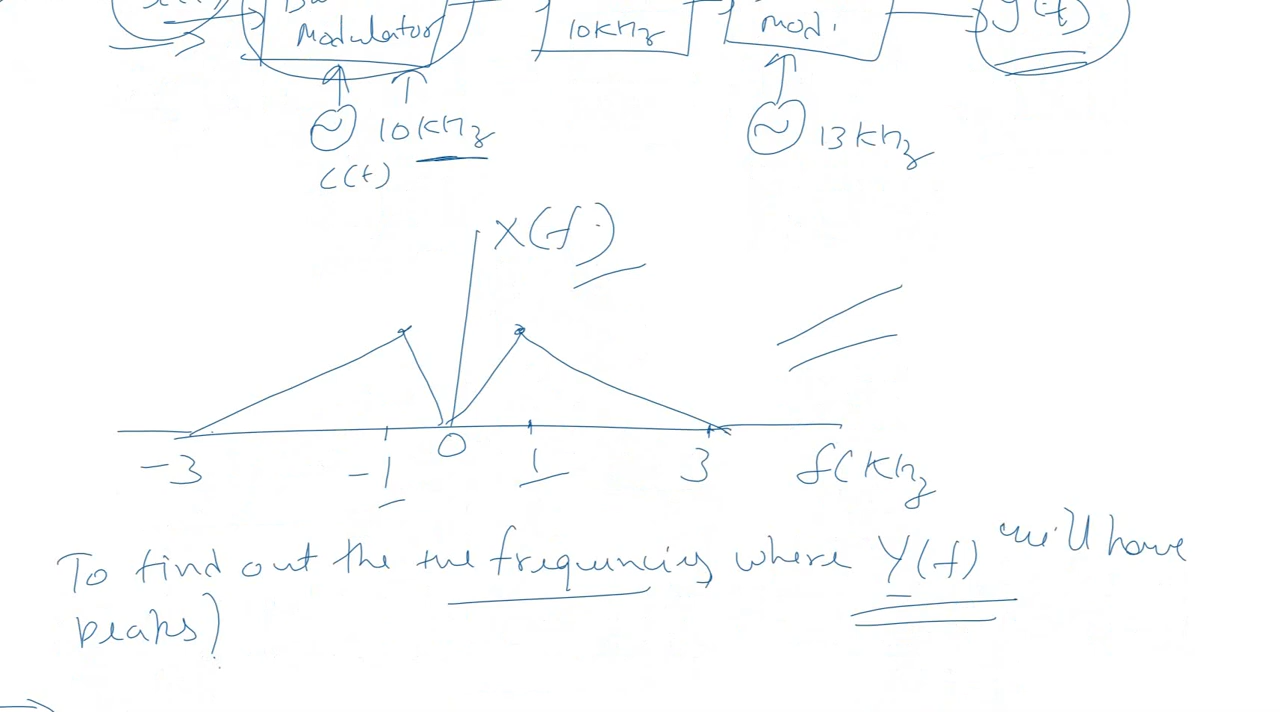 Modulator
10KHz
mod.
y(t)
10KHz
13KHz
c(t)
X(f)
-3 -1 0 1 3 f(KHz
To find out the +ve frequencies where Y(f) will have
peaks?